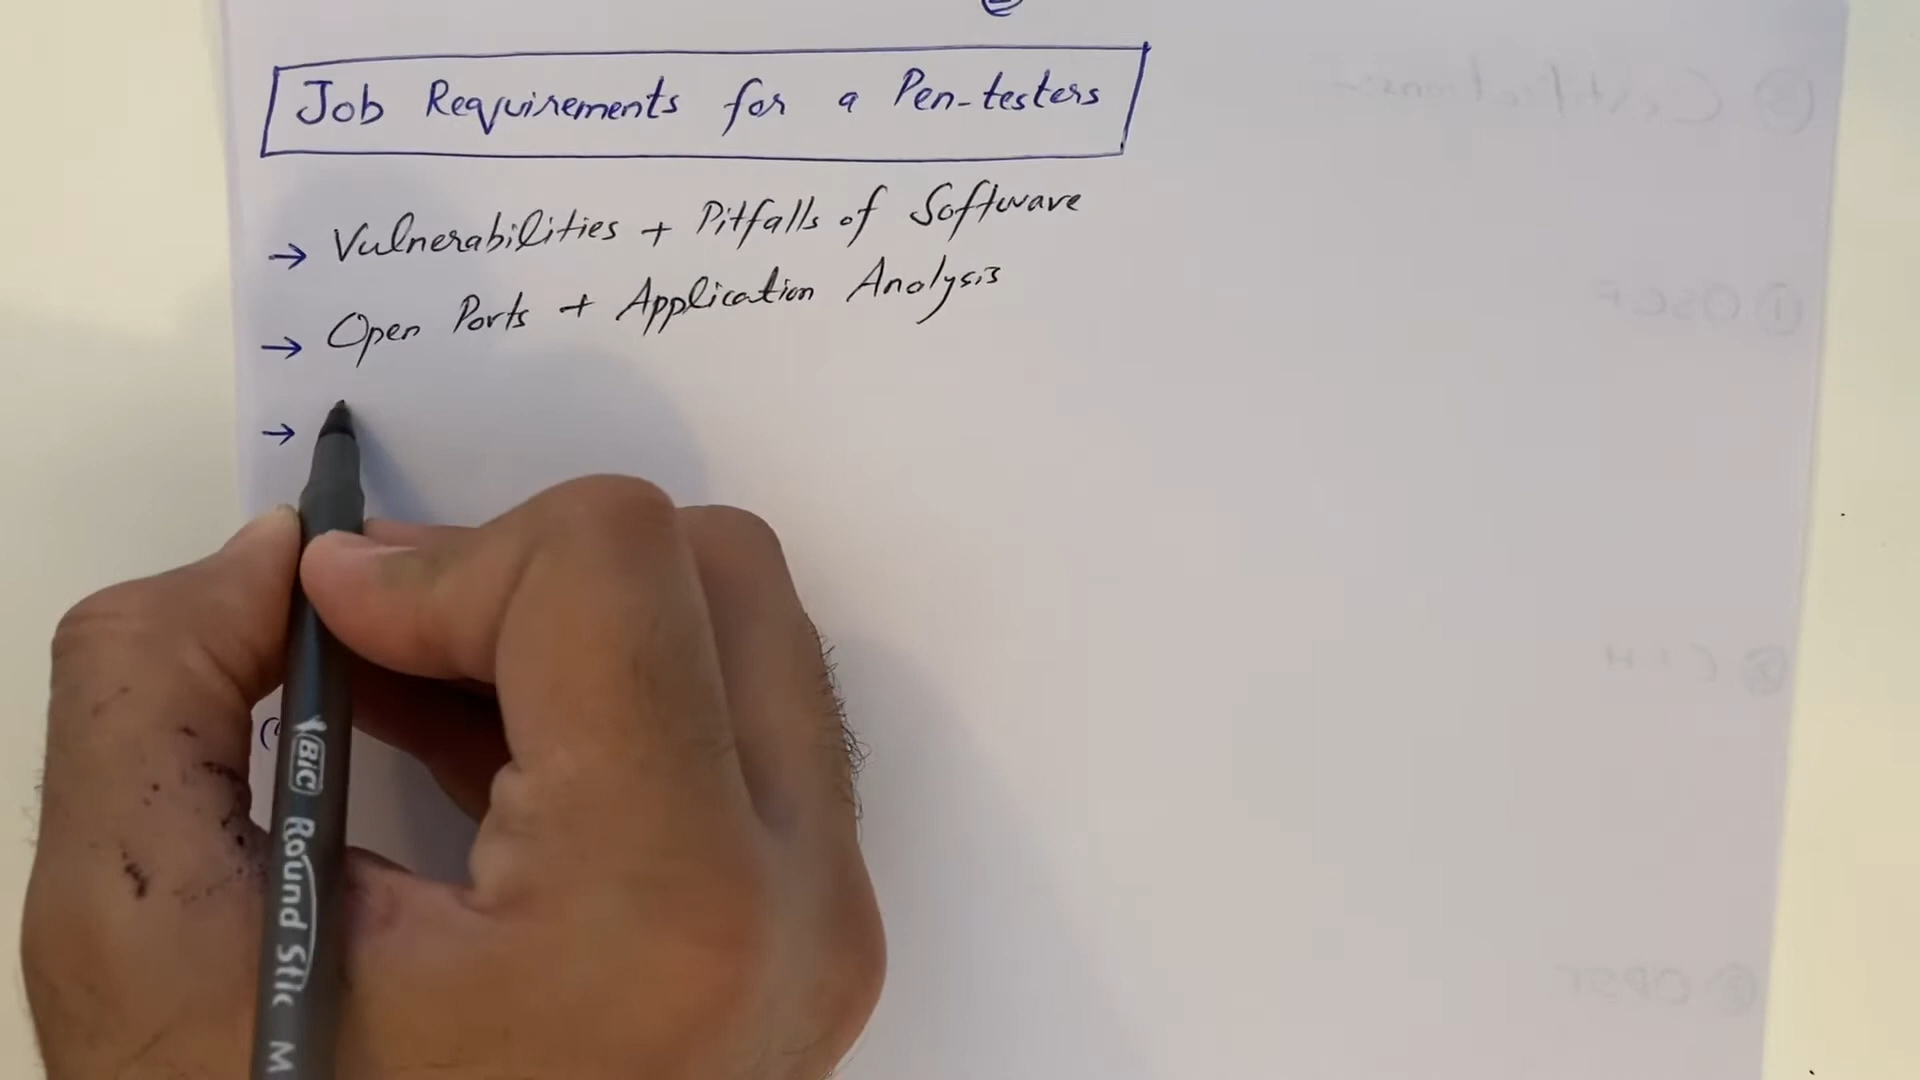 Job Requirements for a Pen-testers
→ Vulnerabilities + Pitfalls of Software
→ Open Ports + Application Analysis
→
BIC Round Stic M